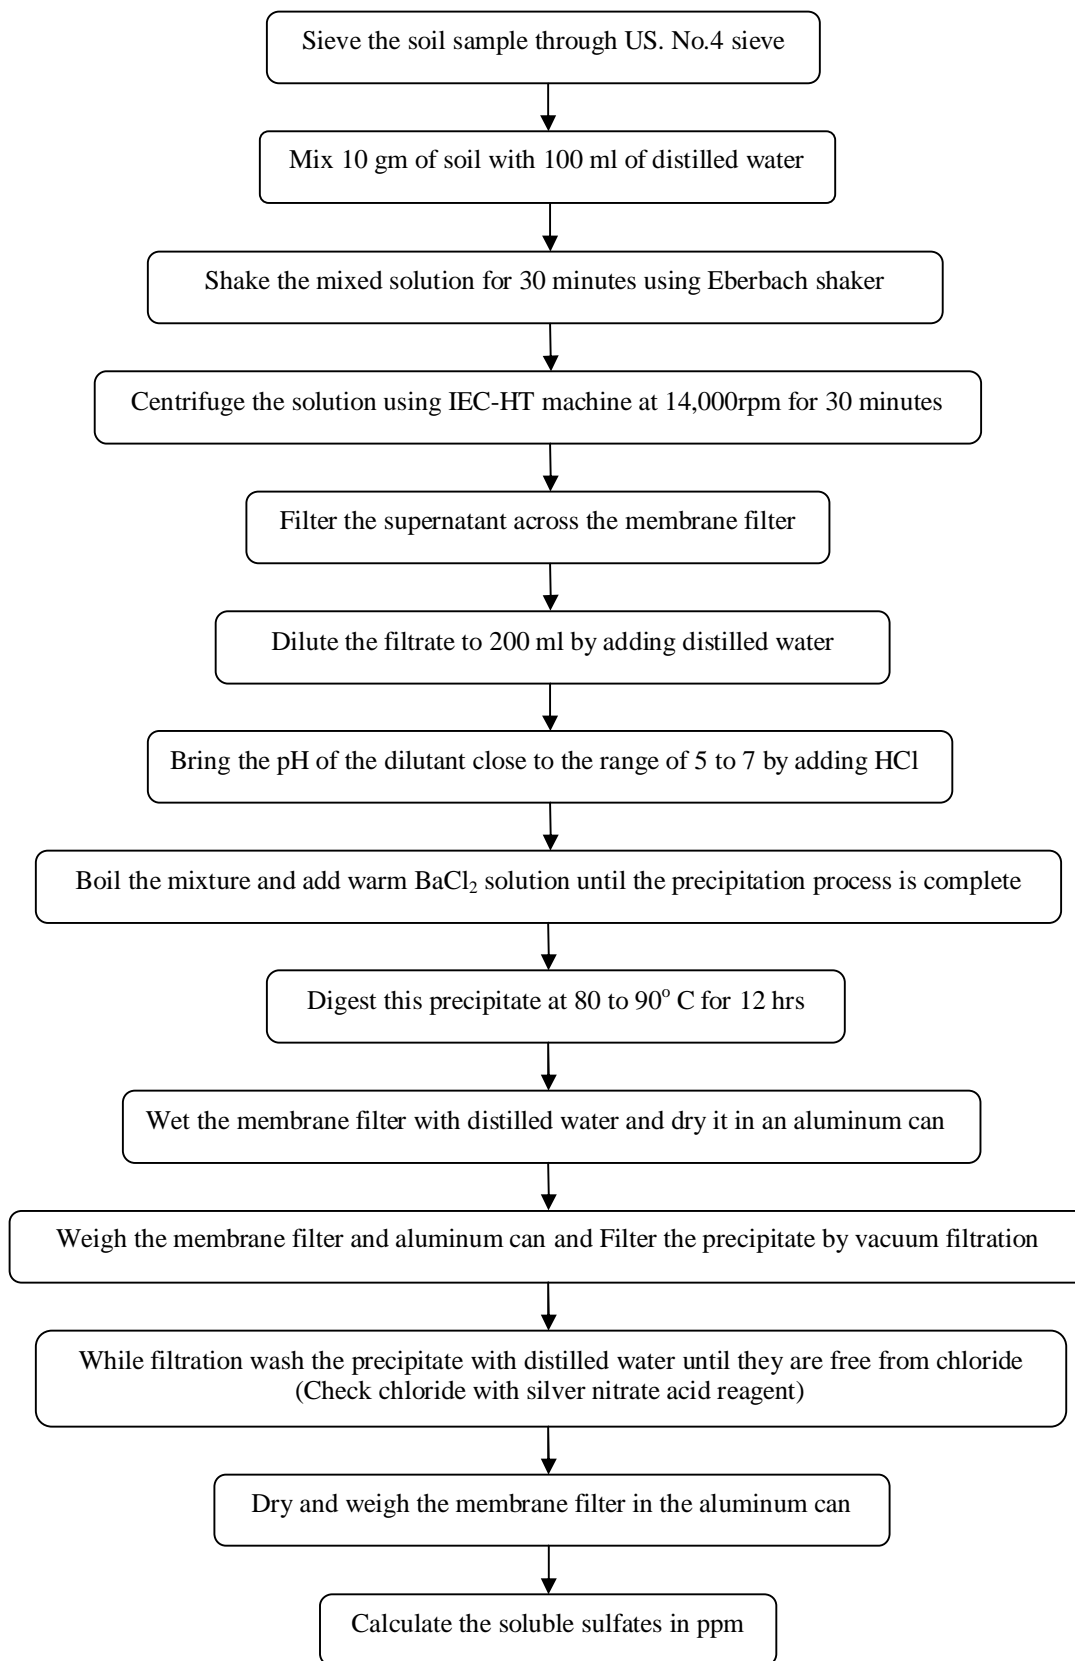 Sieve the soil sample through US. No.4 sieve
Mix 10 gm of soil with 100 ml of distilled water
Shake the mixed solution for 30 minutes using Eberbach shaker
Centrifuge the solution using IEC-HT machine at 14,000rpm for 30 minutes
Filter the supernatant across the membrane filter
Dilute the filtrate to 200 ml by adding distilled water
Bring the pH of the dilutant close to the range of 5 to 7 by adding HCl
Boil the mixture and add warm BaCl₂ solution until the precipitation process is complete
Digest this precipitate at 80 to 90° C for 12 hrs
Wet the membrane filter with distilled water and dry it in an aluminum can
Weigh the membrane filter and aluminum can and Filter the precipitate by vacuum filtration
While filtration wash the precipitate with distilled water until they are free from chloride
(Check chloride with silver nitrate acid reagent)
Dry and weigh the membrane filter in the aluminum can
Calculate the soluble sulfates in ppm